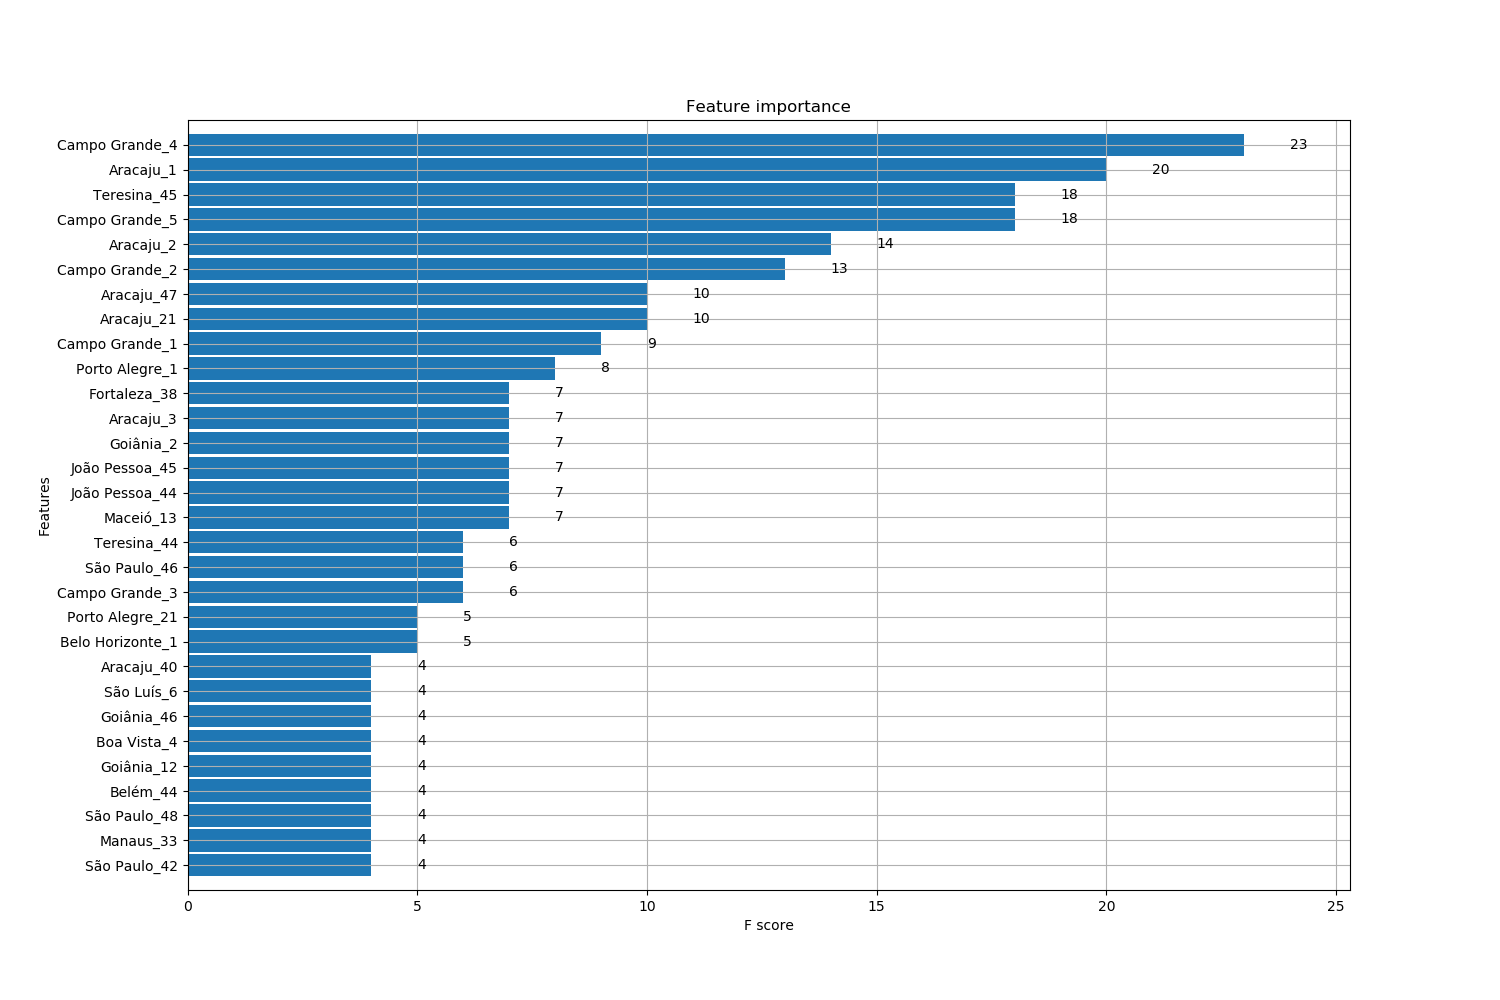 Feature importance
Campo Grande_4 23
Aracaju_1 20
Teresina_45 18
Campo Grande_5 18
Aracaju_2 14
Campo Grande_2 13
Aracaju_47 10
Aracaju_21 10
Campo Grande_1 9
Porto Alegre_1 8
Fortaleza_38 7
Aracaju_3 7
Goiânia_2 7
João Pessoa_45 7
João Pessoa_44 7
Maceió_13 7
Teresina_44 6
São Paulo_46 6
Campo Grande_3 6
Porto Alegre_21 5
Belo Horizonte_1 5
Aracaju_40 4
São Luís_6 4
Goiânia_46 4
Boa Vista_4 4
Goiânia_12 4
Belém_44 4
São Paulo_48 4
Manaus_33 4
São Paulo_42 4
Features
0 5 10 15 20 25
F score